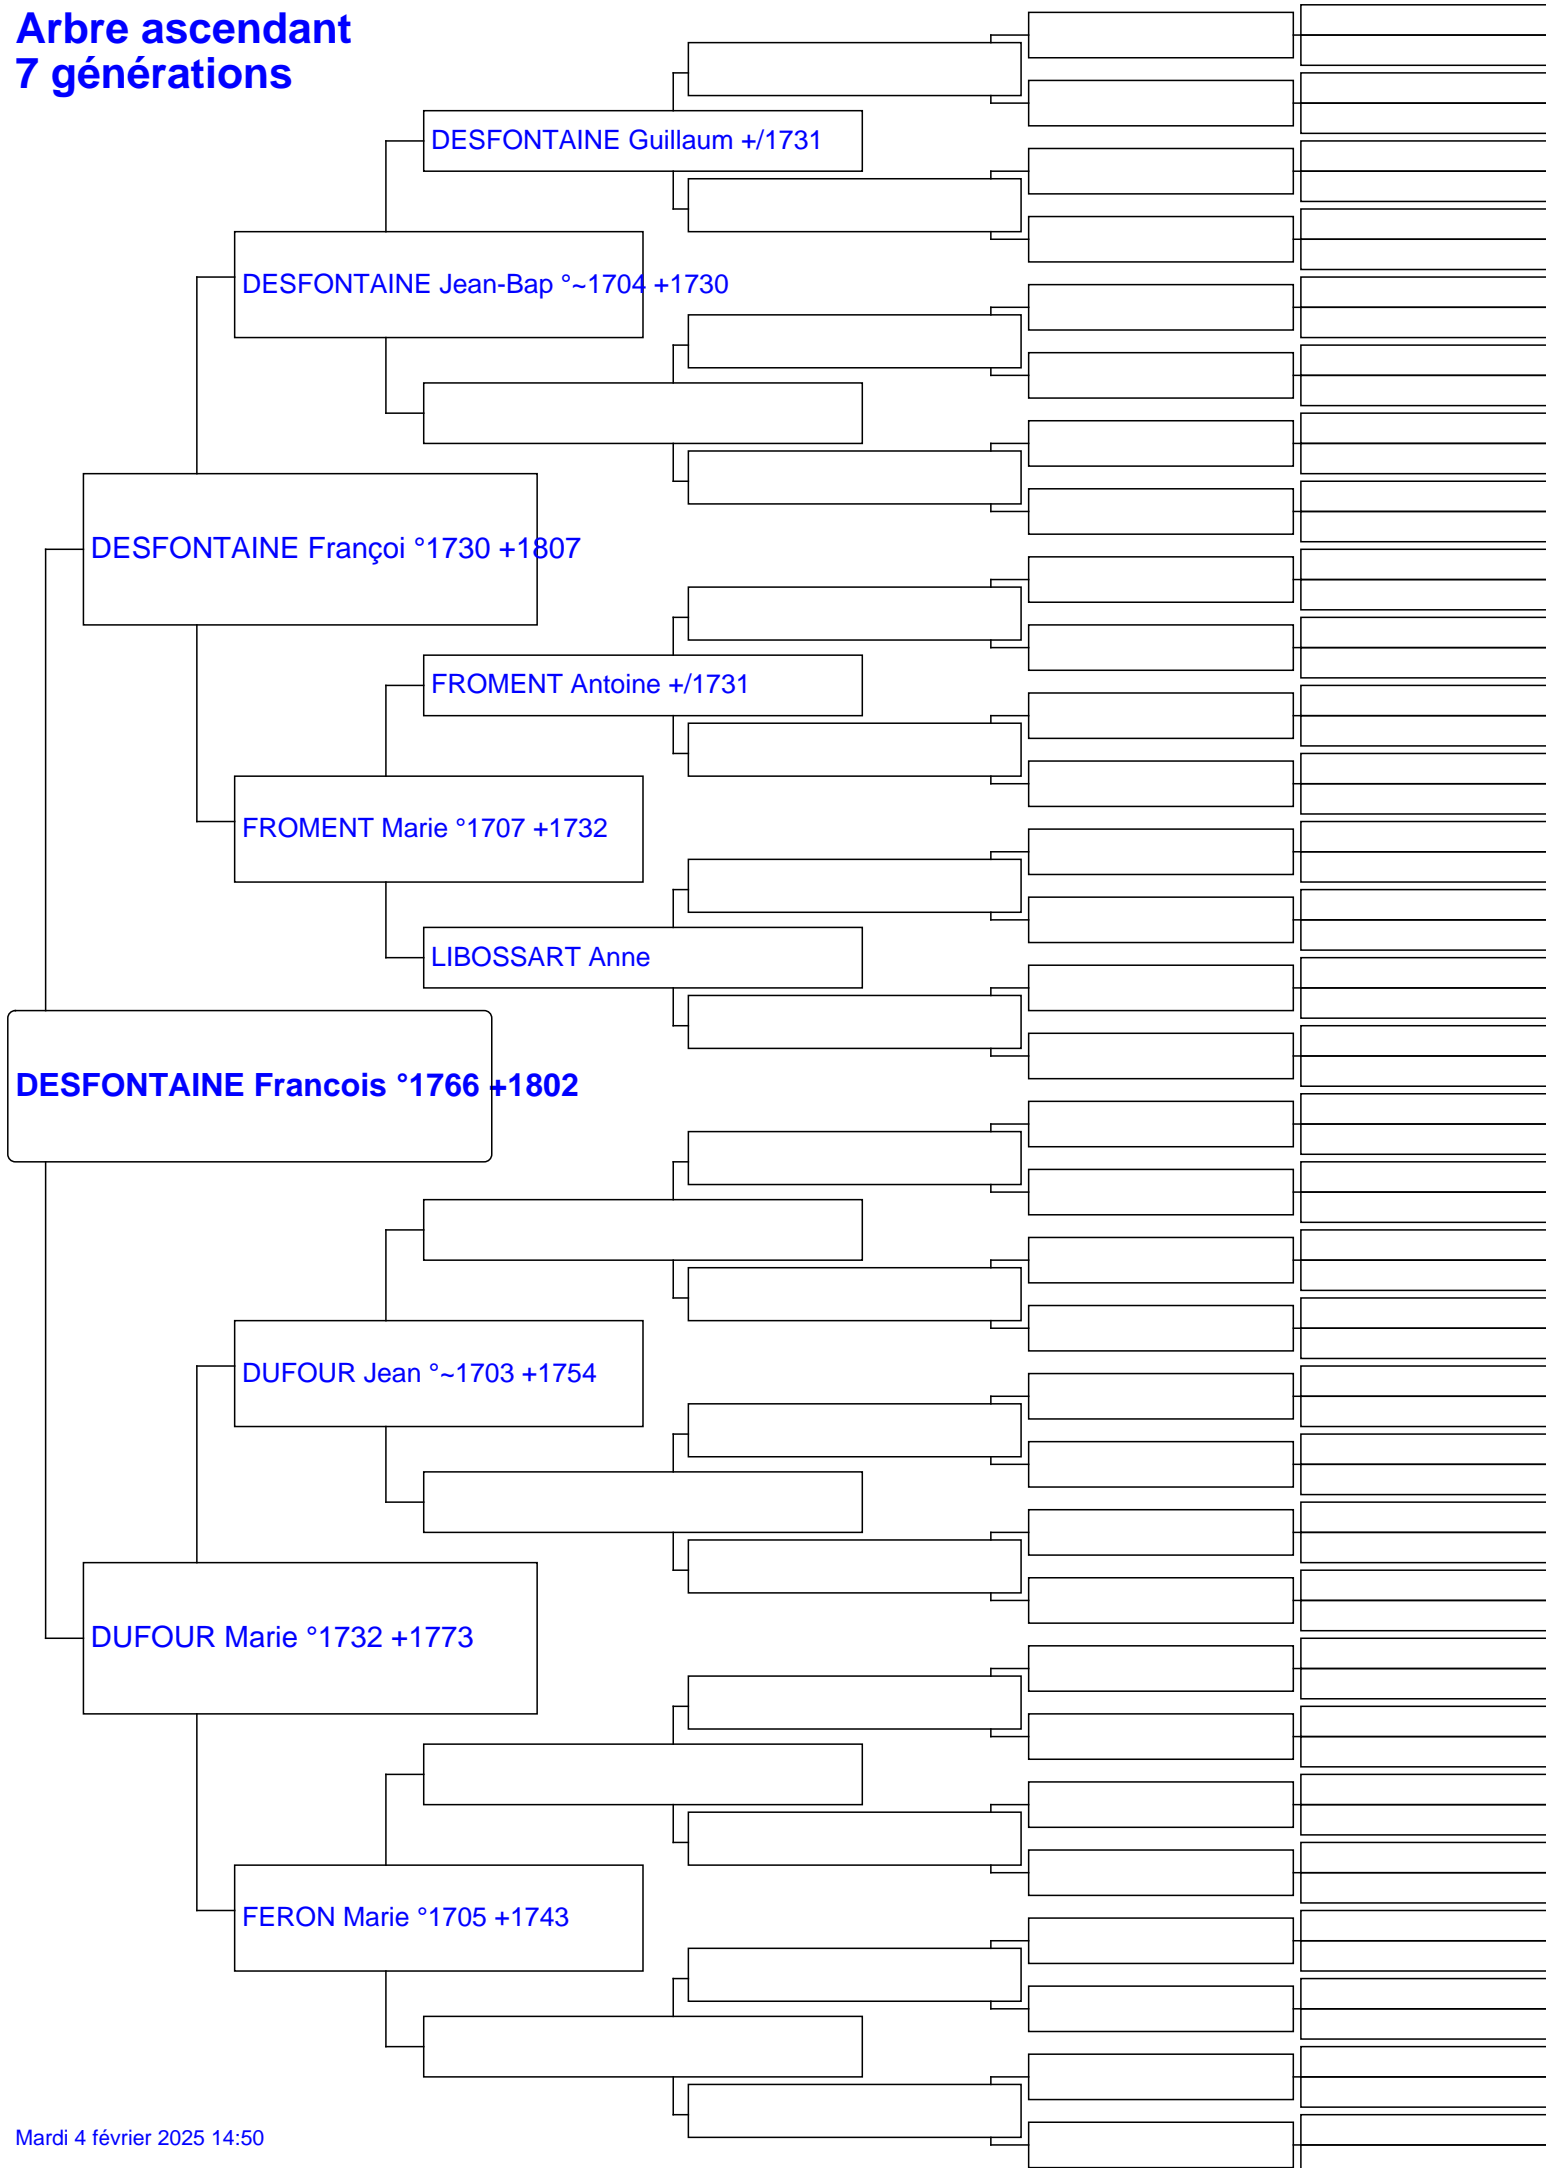 Arbre ascendant
7 générations
DESFONTAINE Guillaum +/1731
DESFONTAINE Jean-Bap °~1704 +1730
DESFONTAINE Françoi °1730 +1807
FROMENT Antoine +/1731
FROMENT Marie °1707 +1732
LIBOSSART Anne
DESFONTAINE Francois °1766 +1802
DUFOUR Jean °~1703 +1754
DUFOUR Marie °1732 +1773
FERON Marie °1705 +1743
Mardi 4 février 2025 14:50